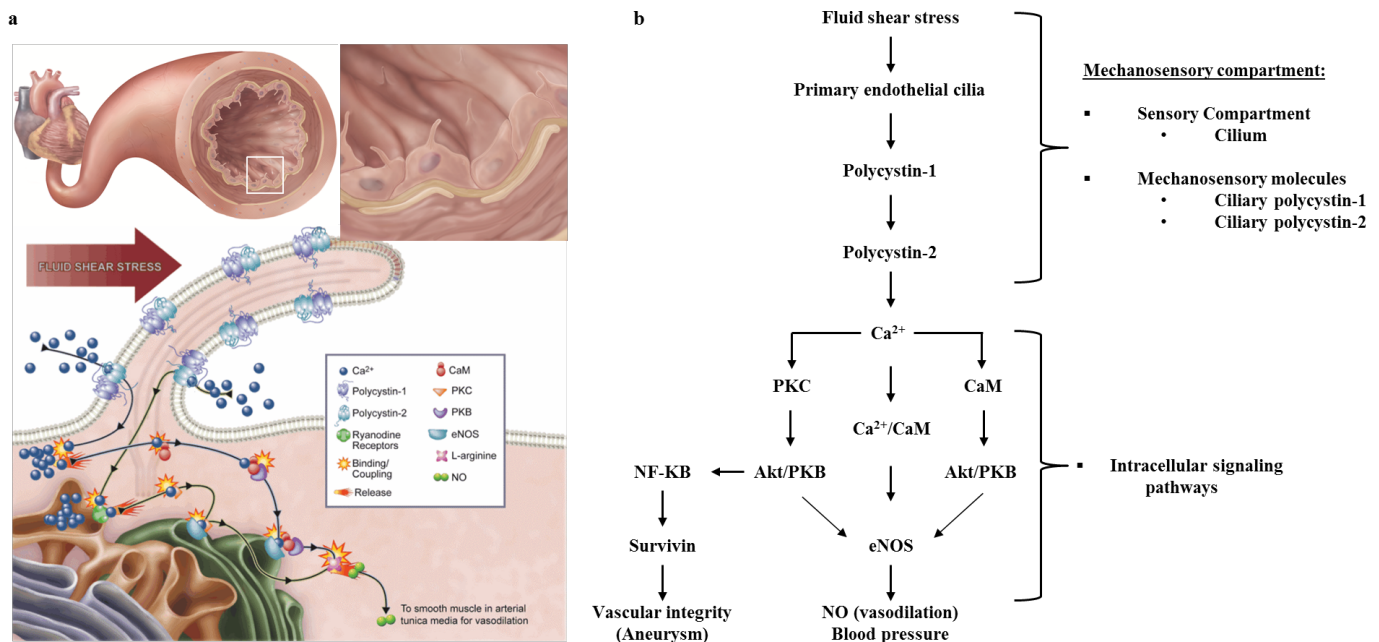 a
FLUID SHEAR STRESS
Ca²⁺
Polycystin-1
Polycystin-2
Ryanodine
Receptors
Binding/
Coupling
Release
CaM
PKC
PKB
eNOS
L-arginine
NO
To smooth muscle in arterial
tunica media for vasodilation
b
Fluid shear stress
Primary endothelial cilia
Polycystin-1
Polycystin-2
Ca²⁺
PKC
CaM
Ca²⁺/CaM
NF-KB
Akt/PKB
Akt/PKB
Survivin
eNOS
Vascular integrity
(Aneurysm)
NO (vasodilation)
Blood pressure
Mechanosensory compartment:
▪ Sensory Compartment
• Cilium
▪ Mechanosensory molecules
• Ciliary polycystin-1
• Ciliary polycystin-2
▪ Intracellular signaling
pathways